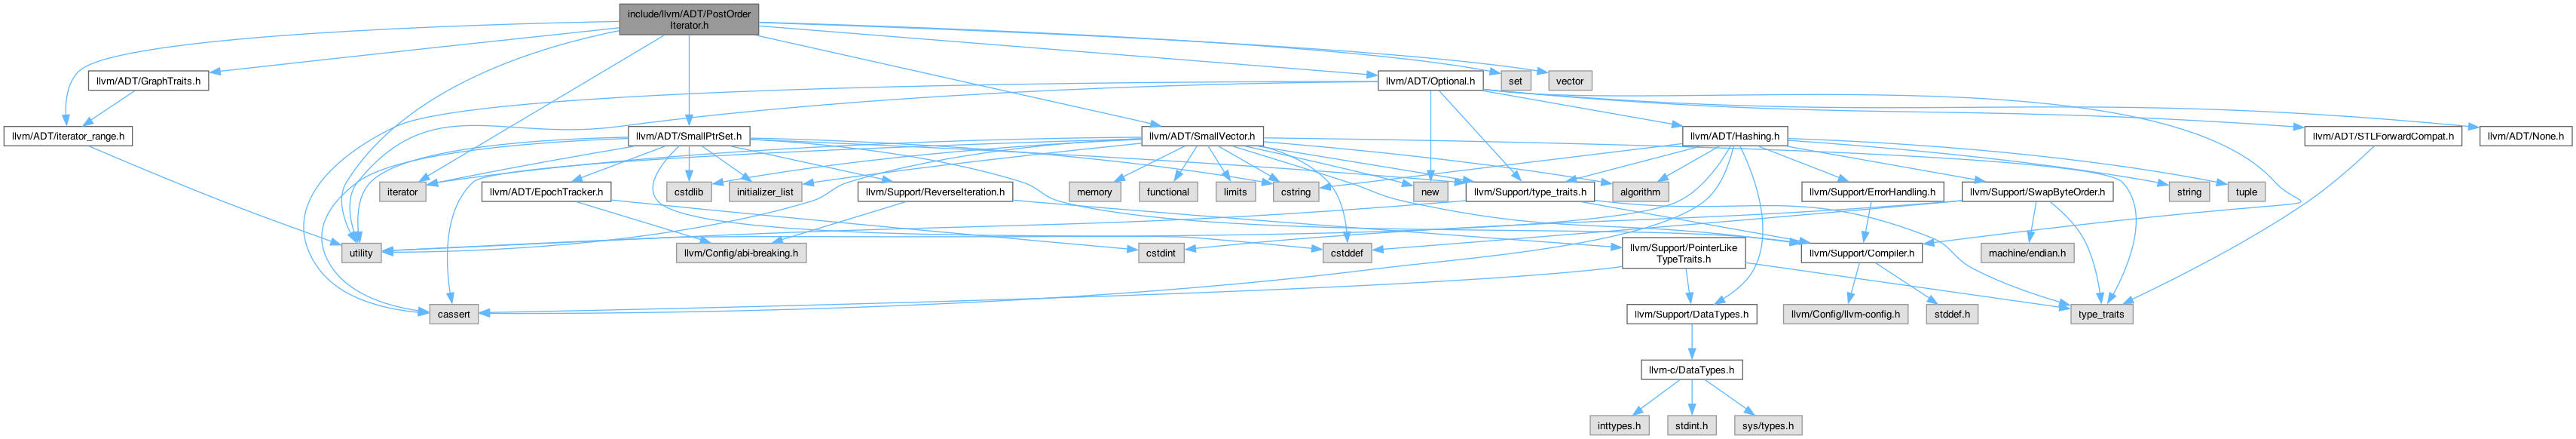 include/llvm/ADT/PostOrder
Iterator.h
llvm/ADT/GraphTraits.h
llvm/ADT/Optional.h
set
vector
llvm/ADT/iterator_range.h
llvm/ADT/SmallPtrSet.h
llvm/ADT/SmallVector.h
llvm/ADT/Hashing.h
llvm/ADT/STLForwardCompat.h
llvm/ADT/None.h
iterator
llvm/ADT/EpochTracker.h
cstdlib
initializer_list
llvm/Support/ReverseIteration.h
memory
functional
limits
cstring
new
llvm/Support/type_traits.h
algorithm
llvm/Support/ErrorHandling.h
llvm/Support/SwapByteOrder.h
string
tuple
utility
llvm/Config/abi-breaking.h
cstdint
cstddef
llvm/Support/PointerLike
TypeTraits.h
llvm/Support/Compiler.h
machine/endian.h
cassert
llvm/Support/DataTypes.h
llvm/Config/llvm-config.h
stddef.h
type_traits
llvm-c/DataTypes.h
inttypes.h
stdint.h
sys/types.h